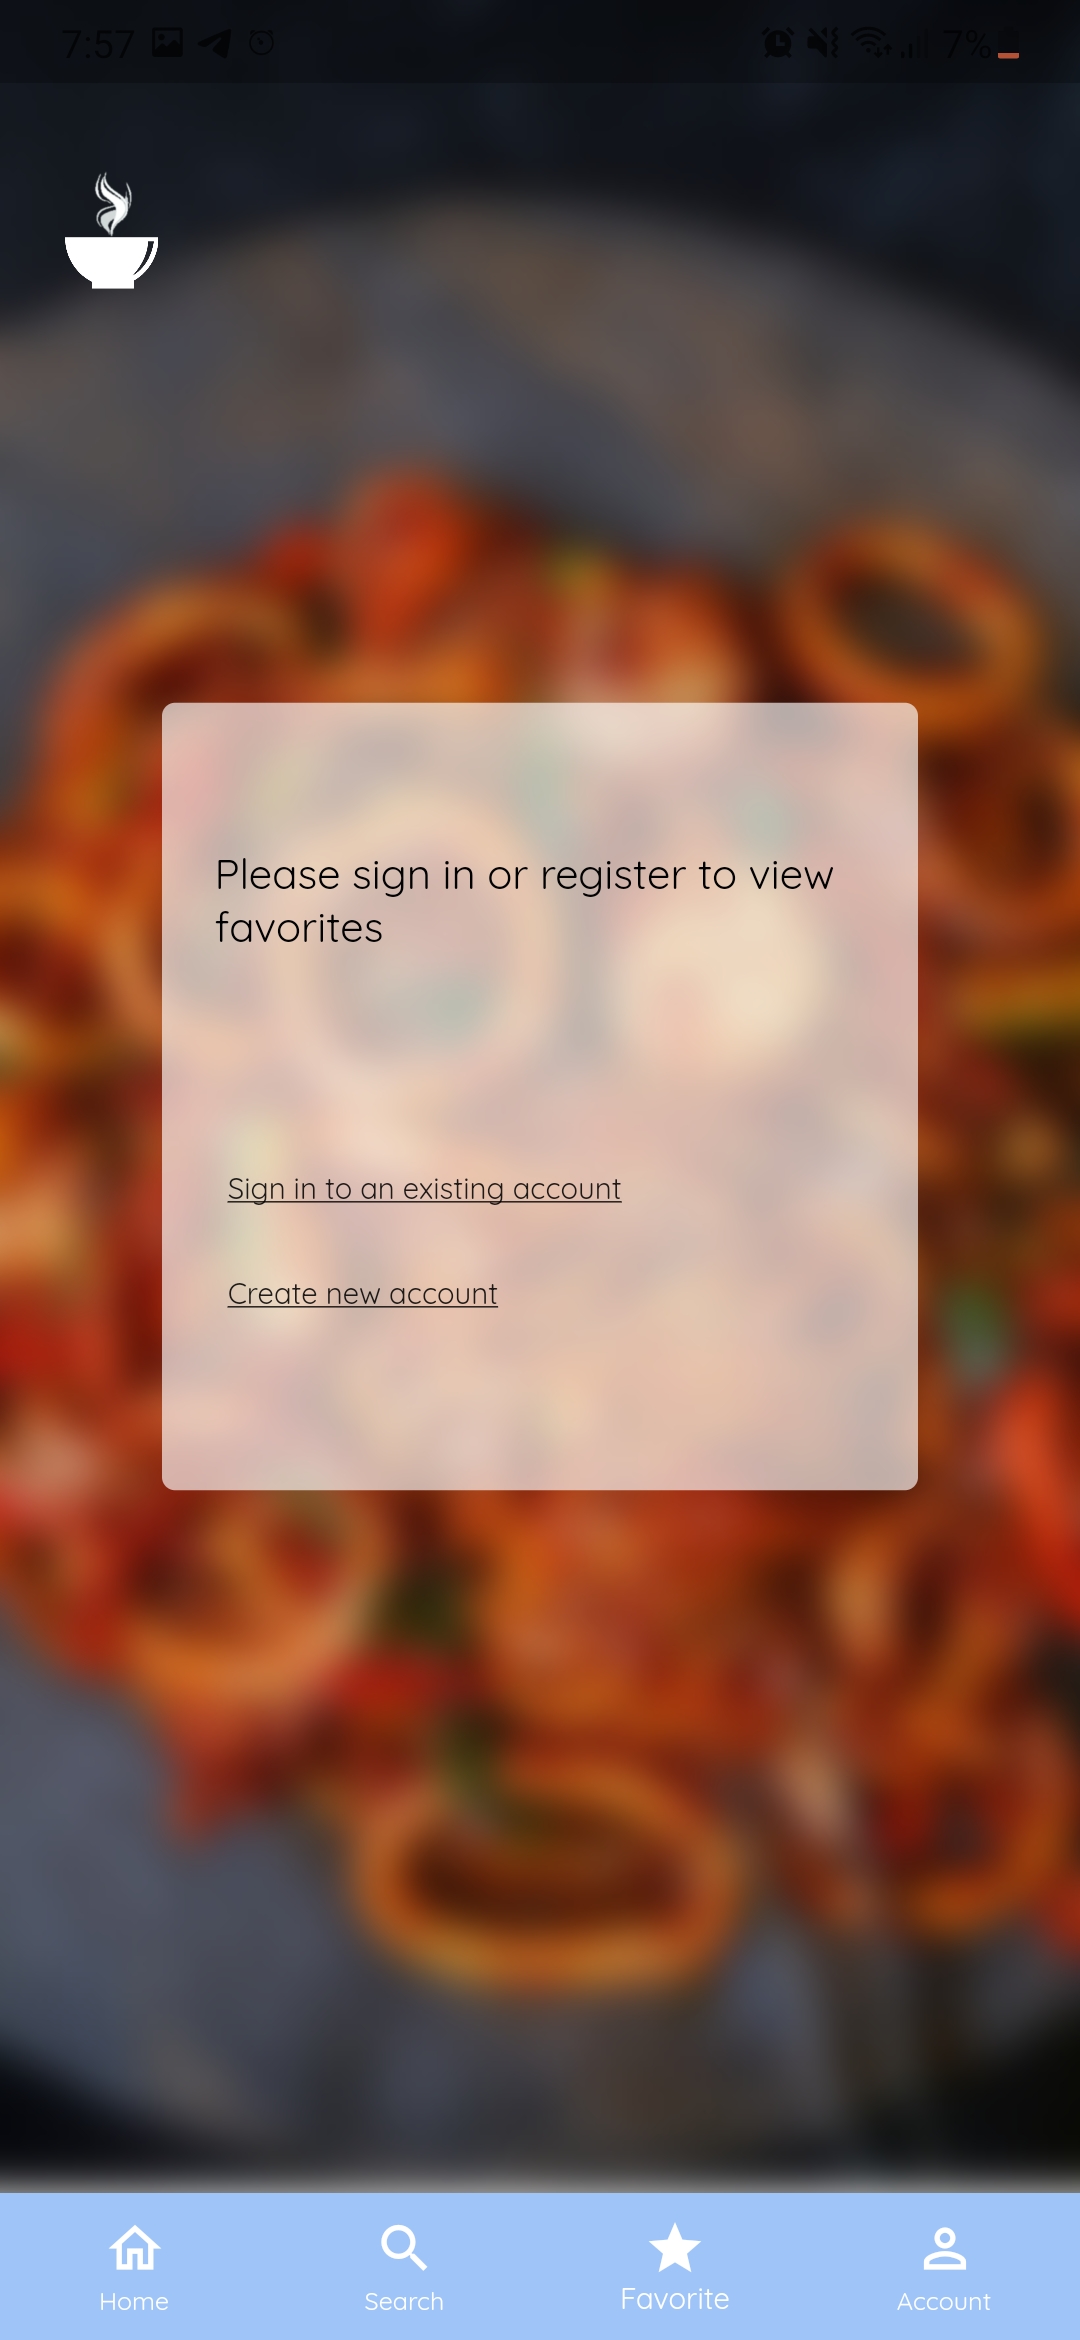 7:57 7%
Please sign in or register to view
favorites
Sign in to an existing account
Create new account
Home Search Favorite Account